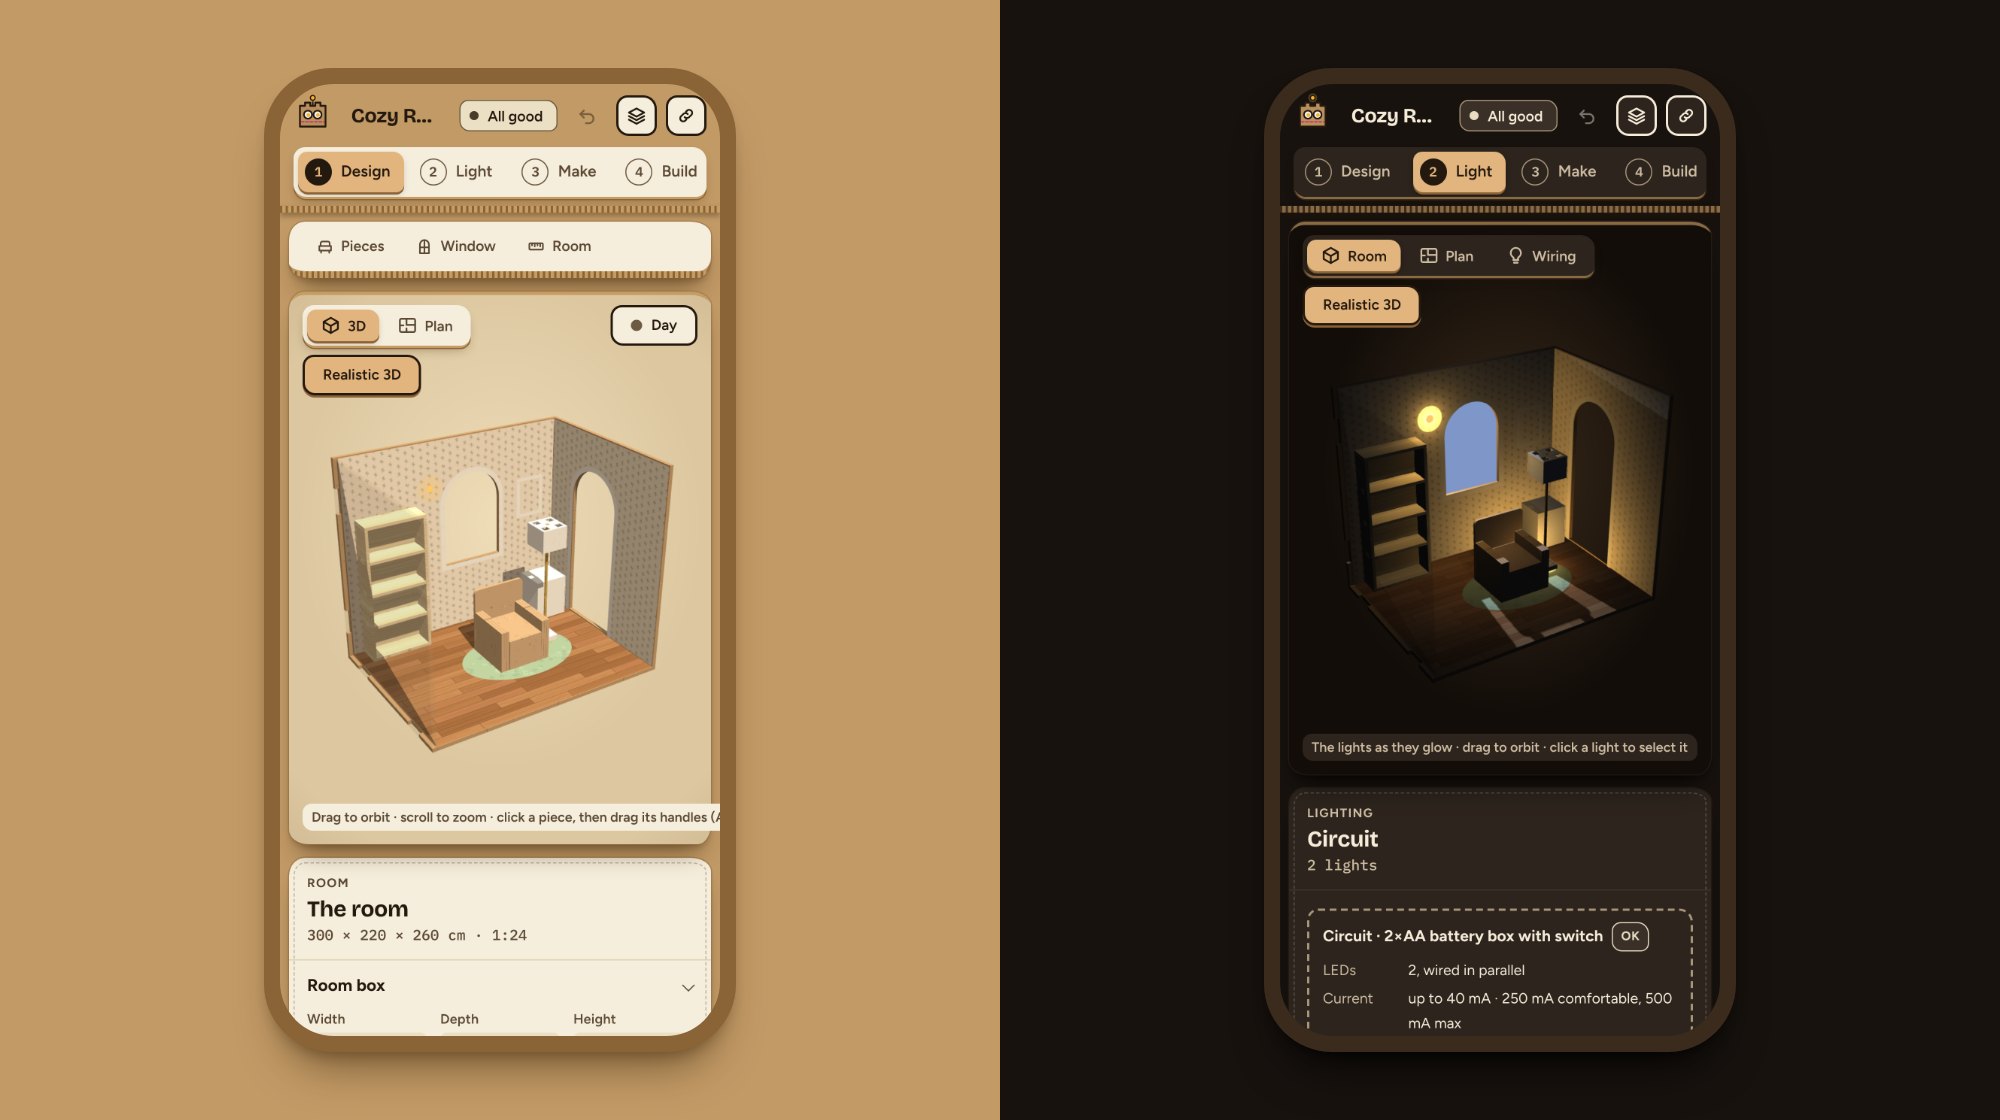 Cozy R...
All good
1 Design
2 Light
3 Make
4 Build
Pieces
Window
Room
3D
Plan
Day
Realistic 3D
Drag to orbit · scroll to zoom · click a piece, then drag its handles (
ROOM
The room
300 × 220 × 260 cm · 1:24
Room box
Width
Depth
Height
Cozy R...
All good
1 Design
2 Light
3 Make
4 Build
Room
Plan
Wiring
Realistic 3D
The lights as they glow · drag to orbit · click a light to select it
LIGHTING
Circuit
2 lights
Circuit · 2×AA battery box with switch OK
LEDs 2, wired in parallel
Current up to 40 mA · 250 mA comfortable, 500
mA max